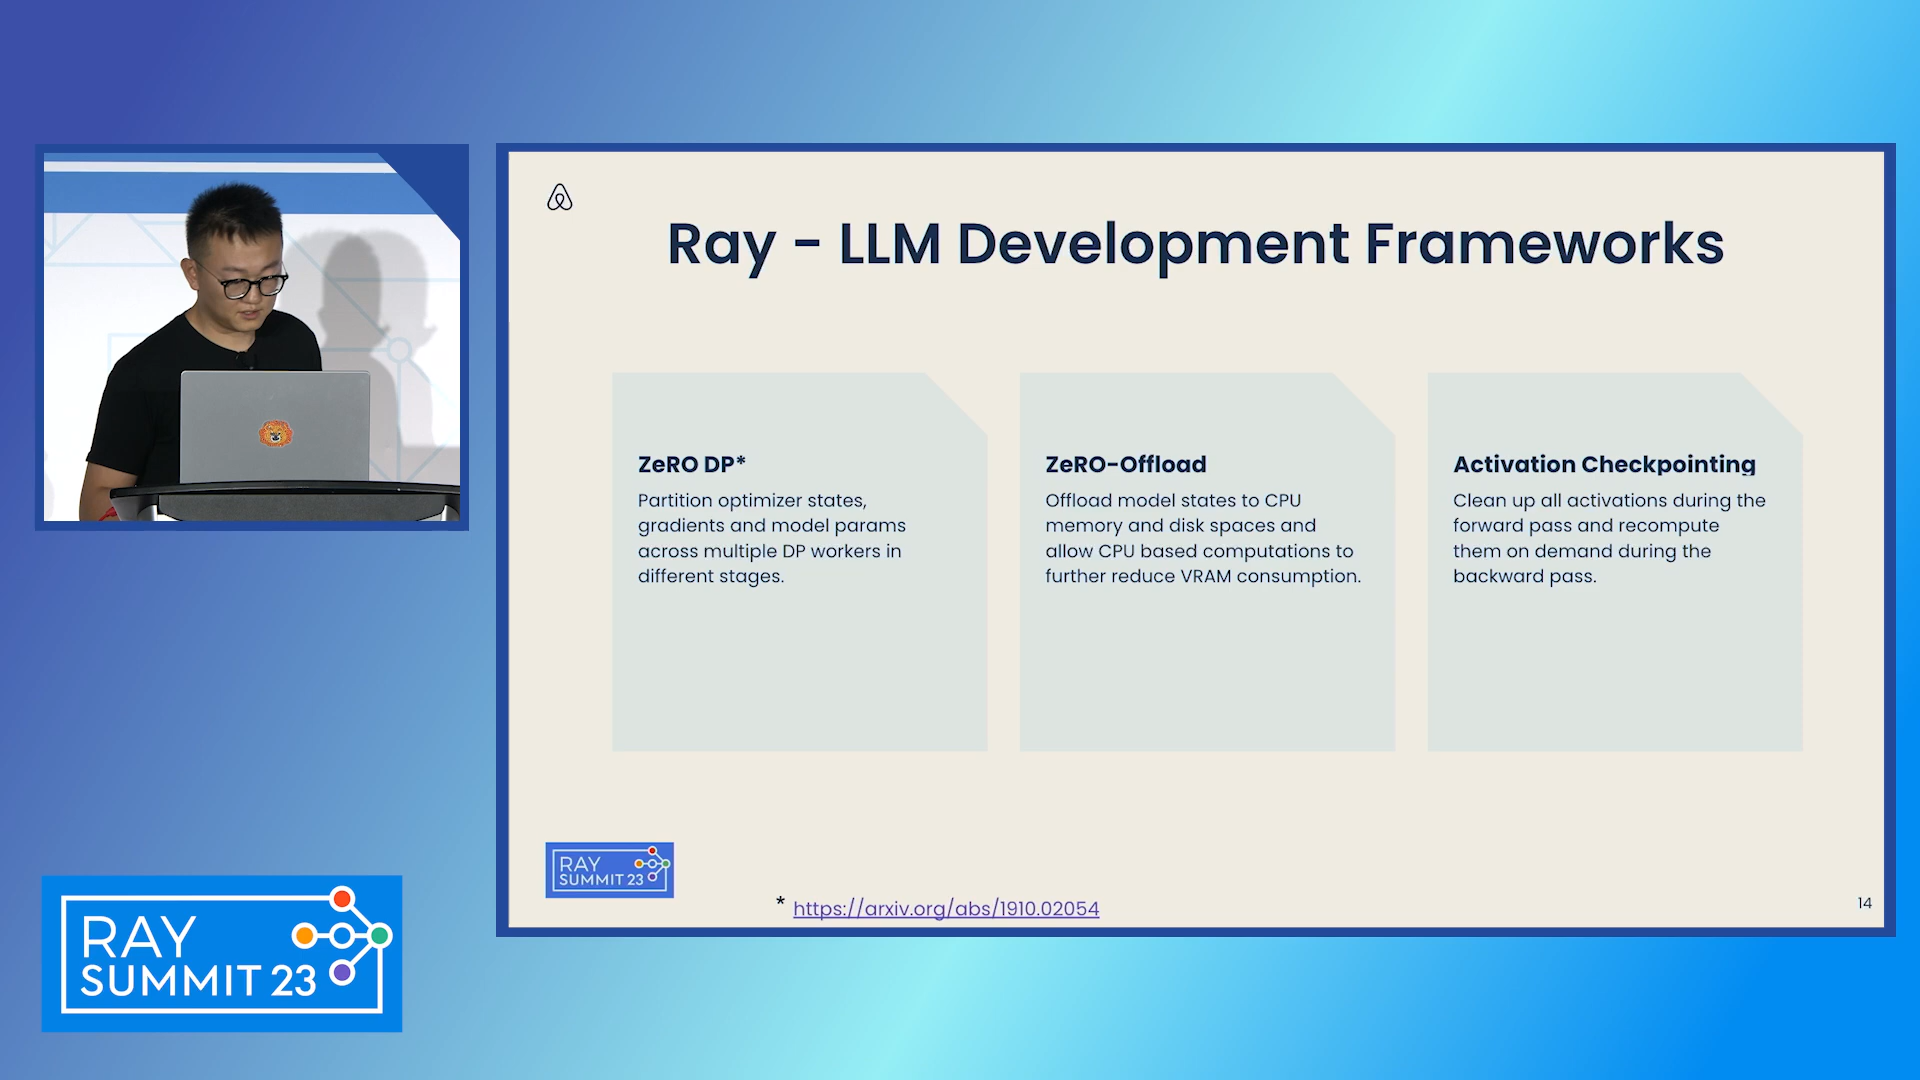 Ray - LLM Development Frameworks
ZeRO DP*
Partition optimizer states,
gradients and model params
across multiple DP workers in
different stages.
ZeRO-Offload
Offload model states to CPU
memory and disk spaces and
allow CPU based computations to
further reduce VRAM consumption.
Activation Checkpointing
Clean up all activations during the
forward pass and recompute
them on demand during the
backward pass.
RAY
SUMMIT 23
* https://arxiv.org/abs/1910.02054
14
RAY
SUMMIT 23